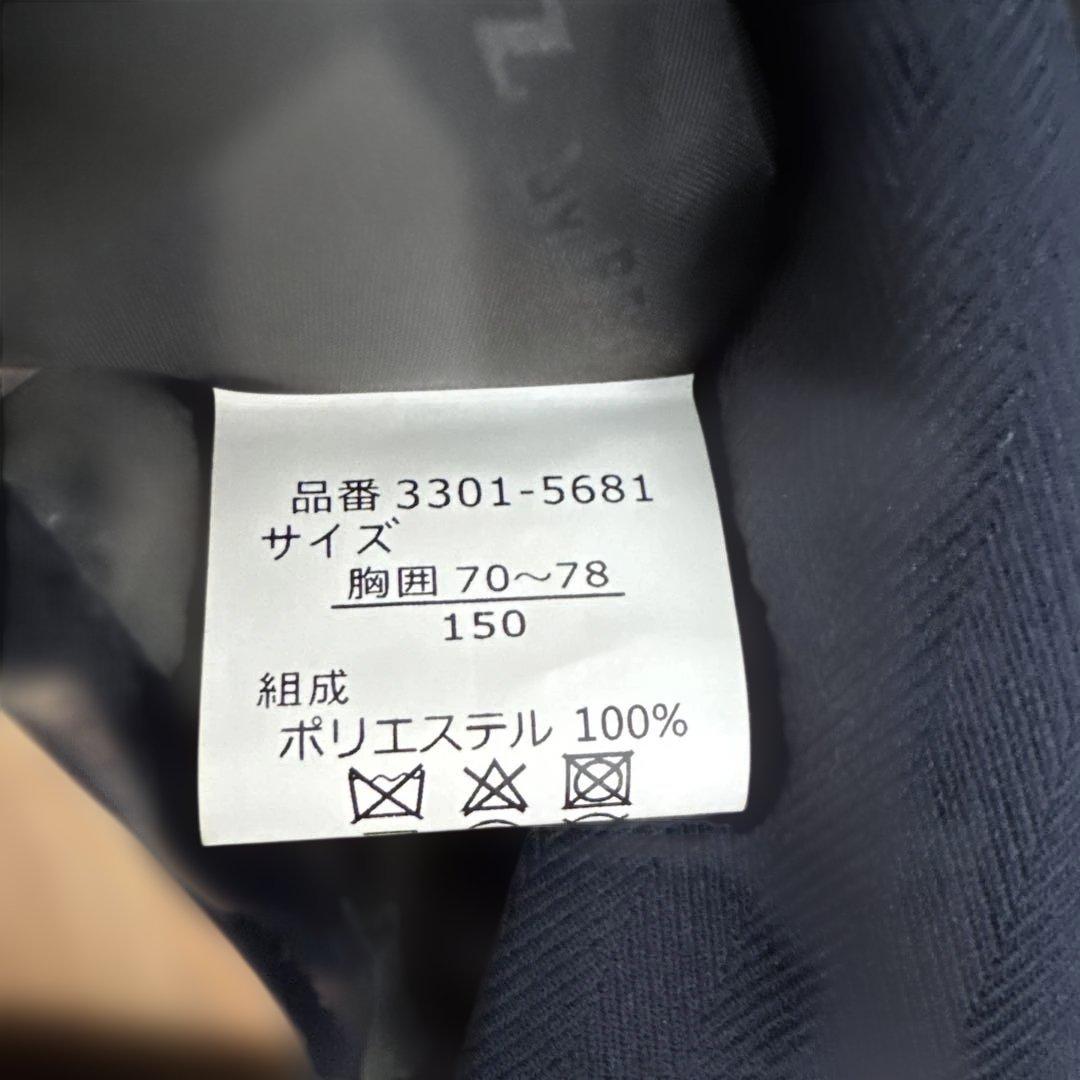 品番 3301-5681
サイズ
胸囲 70～78
150
組成
ポリエステル 100%